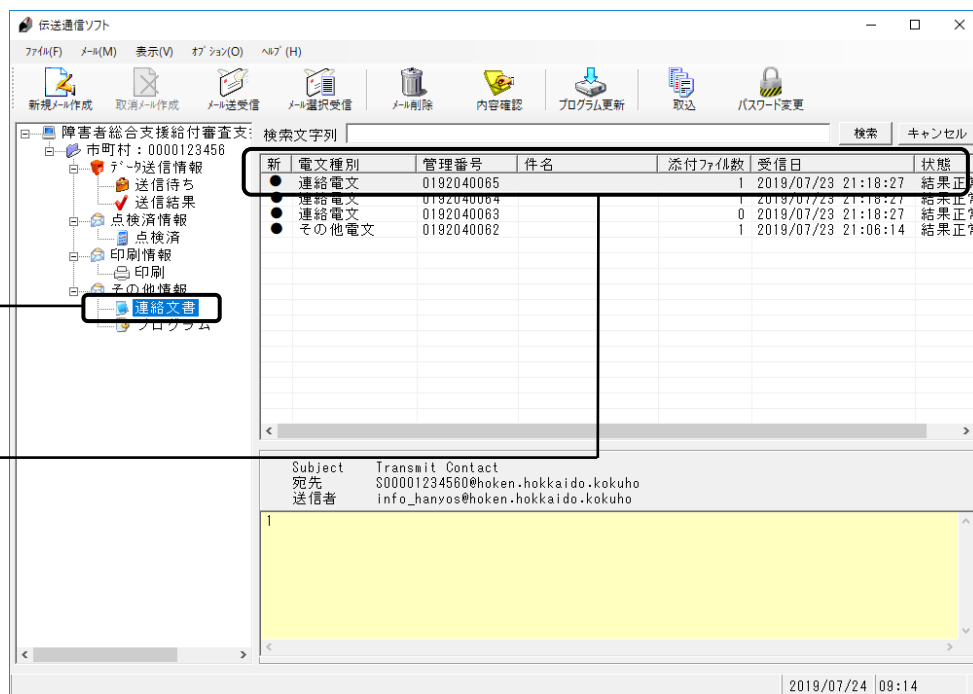 伝送通信ソフト
ﾌｧｲﾙ(F) ﾒｰﾙ(M) 表示(V) ｵﾌﾟｼｮﾝ(O) ﾍﾙﾌﾟ(H)
新規ﾒｰﾙ作成 取消ﾒｰﾙ作成 ﾒｰﾙ送受信 ﾒｰﾙ選択受信 ﾒｰﾙ削除 内容確認 ﾌﾟﾛｸﾞﾗﾑ更新 取込 ﾊﾟｽﾜｰﾄﾞ変更
障害者総合支援給付審査支
市町村：0000123456
ﾃﾞｰﾀ送信情報
送信待ち
送信結果
点検済情報
点検済
印刷情報
印刷
その他情報
連絡文書
プログラム
検索文字列 検索 キャンセル
新 電文種別 管理番号 件名 添付ﾌｧｲﾙ数 受信日 状態
● 連絡電文 0192040065 1 2019/07/23 21:18:27 結果正常
● 連絡電文 0192040064 1 2019/07/23 21:18:27 結果正常
● 連絡電文 0192040063 0 2019/07/23 21:18:27 結果正常
● その他電文 0192040062 1 2019/07/23 21:06:14 結果正常
Subject Transmit Contact
宛先 S00001234560@hoken.hokkaido.kokuho
送信者 info_hanyos@hoken.hokkaido.kokuho
1
2019/07/24 09:14